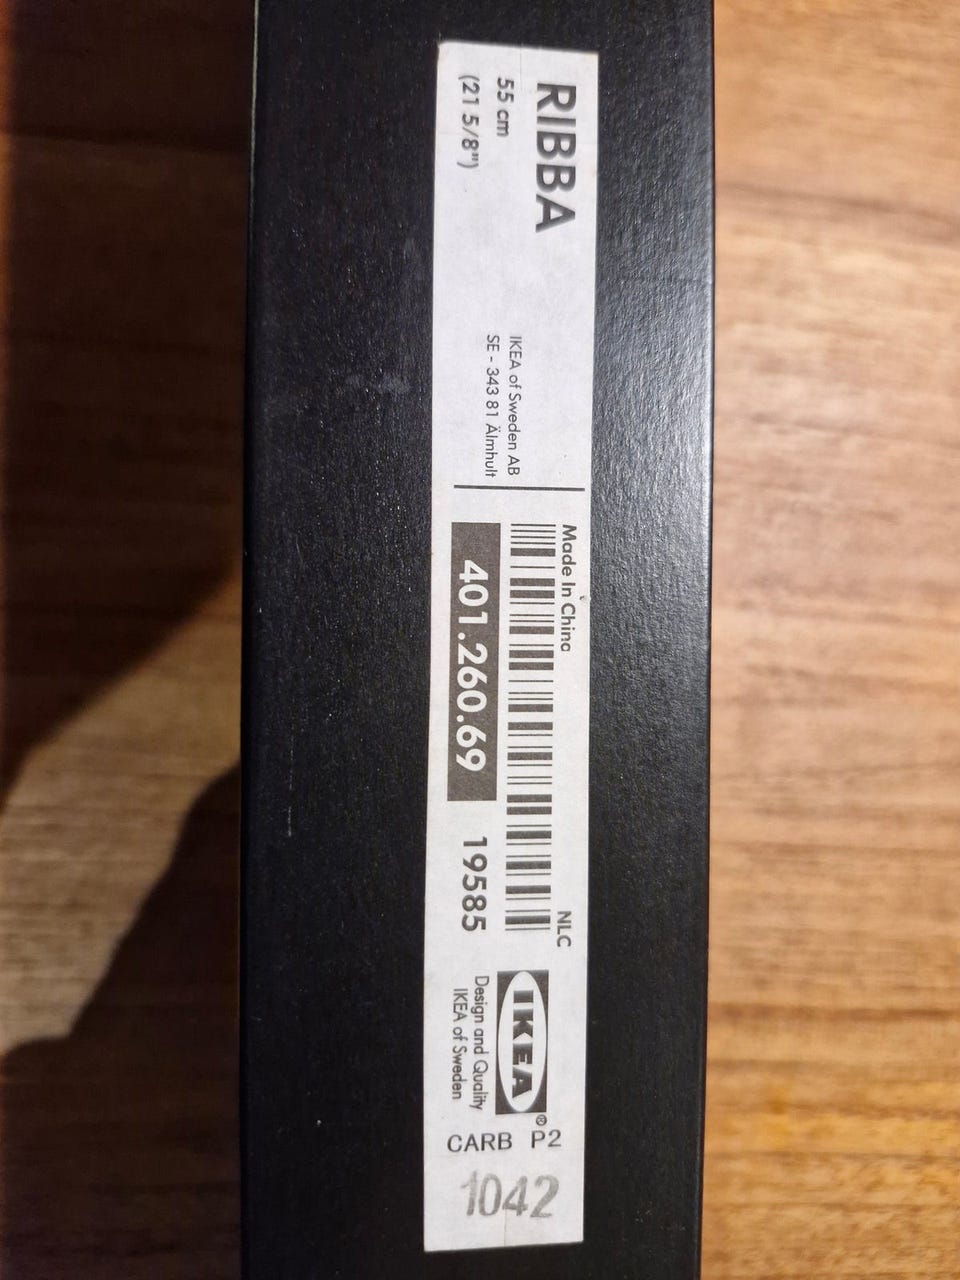 RIBBA
55 cm
(21 5/8")
IKEA of Sweden AB
SE - 343 81 Älmhult
Made In China
NLC
401.260.69
19585
IKEA®
Design and Quality
IKEA of Sweden
CARB P2
1042